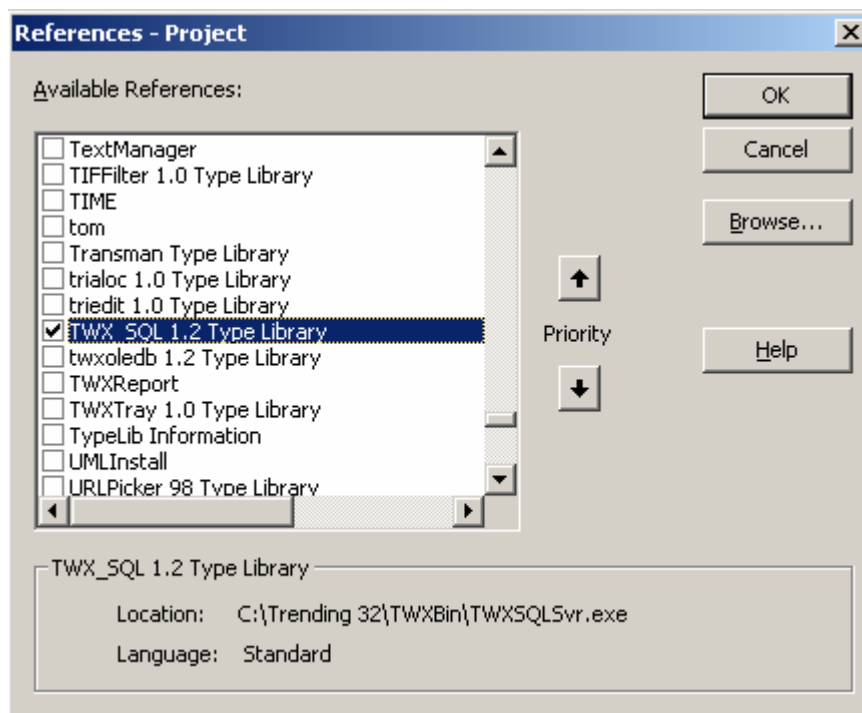 References - Project
Available References:
OK
Cancel
Browse...
Help
TextManager
TIFFilter 1.0 Type Library
TIME
tom
Transman Type Library
trialoc 1.0 Type Library
triedit 1.0 Type Library
TWX_SQL 1.2 Type Library
twxoledb 1.2 Type Library
TWXReport
TWXTray 1.0 Type Library
TypeLib Information
UMLInstall
URLPicker 98 Type Library
Priority
TWX_SQL 1.2 Type Library
Location: C:\Trending 32\TWXBin\TWXSQLSvr.exe
Language: Standard